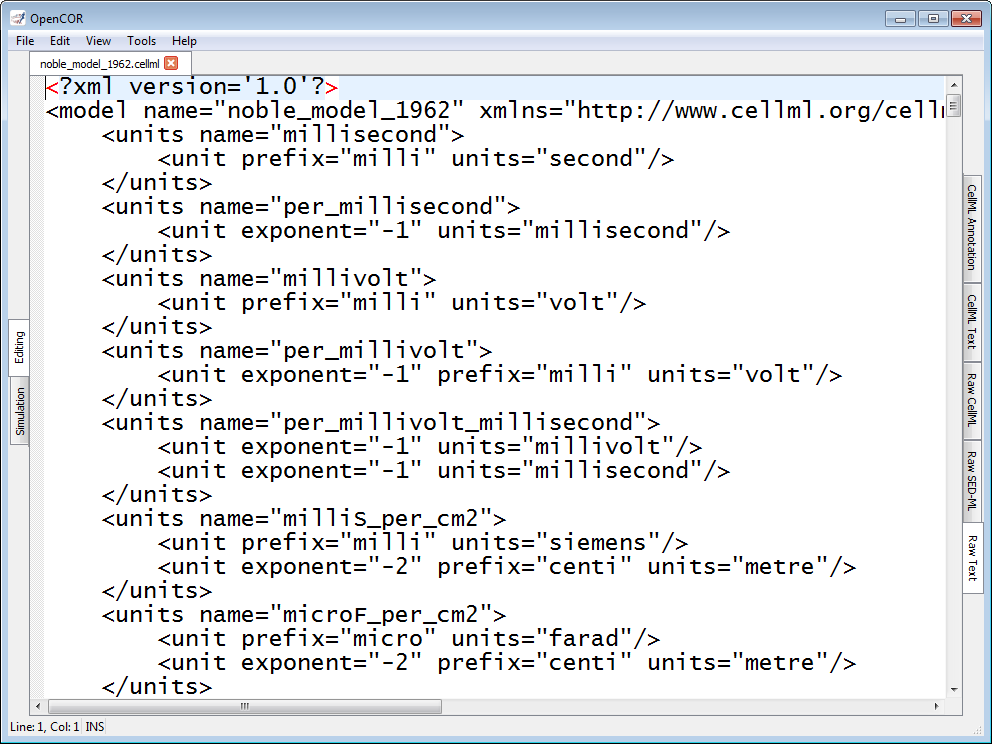 OpenCOR
File Edit View Tools Help
noble_model_1962.cellml
<?xml version='1.0'?>
<model name="noble_model_1962" xmlns="http://www.cellml.org/cell
    <units name="millisecond">
        <unit prefix="milli" units="second"/>
    </units>
    <units name="per_millisecond">
        <unit exponent="-1" units="millisecond"/>
    </units>
    <units name="millivolt">
        <unit prefix="milli" units="volt"/>
    </units>
    <units name="per_millivolt">
        <unit exponent="-1" prefix="milli" units="volt"/>
    </units>
    <units name="per_millivolt_millisecond">
        <unit exponent="-1" units="millivolt"/>
        <unit exponent="-1" units="millisecond"/>
    </units>
    <units name="milliS_per_cm2">
        <unit prefix="milli" units="siemens"/>
        <unit exponent="-2" prefix="centi" units="metre"/>
    </units>
    <units name="microF_per_cm2">
        <unit prefix="micro" units="farad"/>
        <unit exponent="-2" prefix="centi" units="metre"/>
    </units>
Editing
Simulation
CellML Annotation
CellML Text
Raw CellML
Raw SED-ML
Raw Text
Line: 1, Col: 1 INS